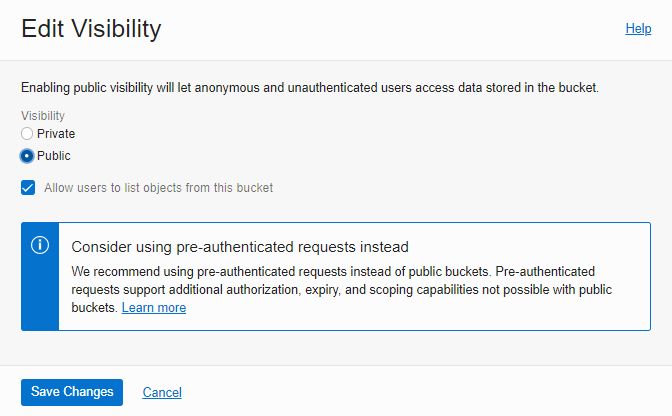 Edit Visibility
Help
Enabling public visibility will let anonymous and unauthenticated users access data stored in the bucket.
Visibility
Private
Public
Allow users to list objects from this bucket
Consider using pre-authenticated requests instead
We recommend using pre-authenticated requests instead of public buckets. Pre-authenticated
requests support additional authorization, expiry, and scoping capabilities not possible with public
buckets. Learn more
Save Changes
Cancel